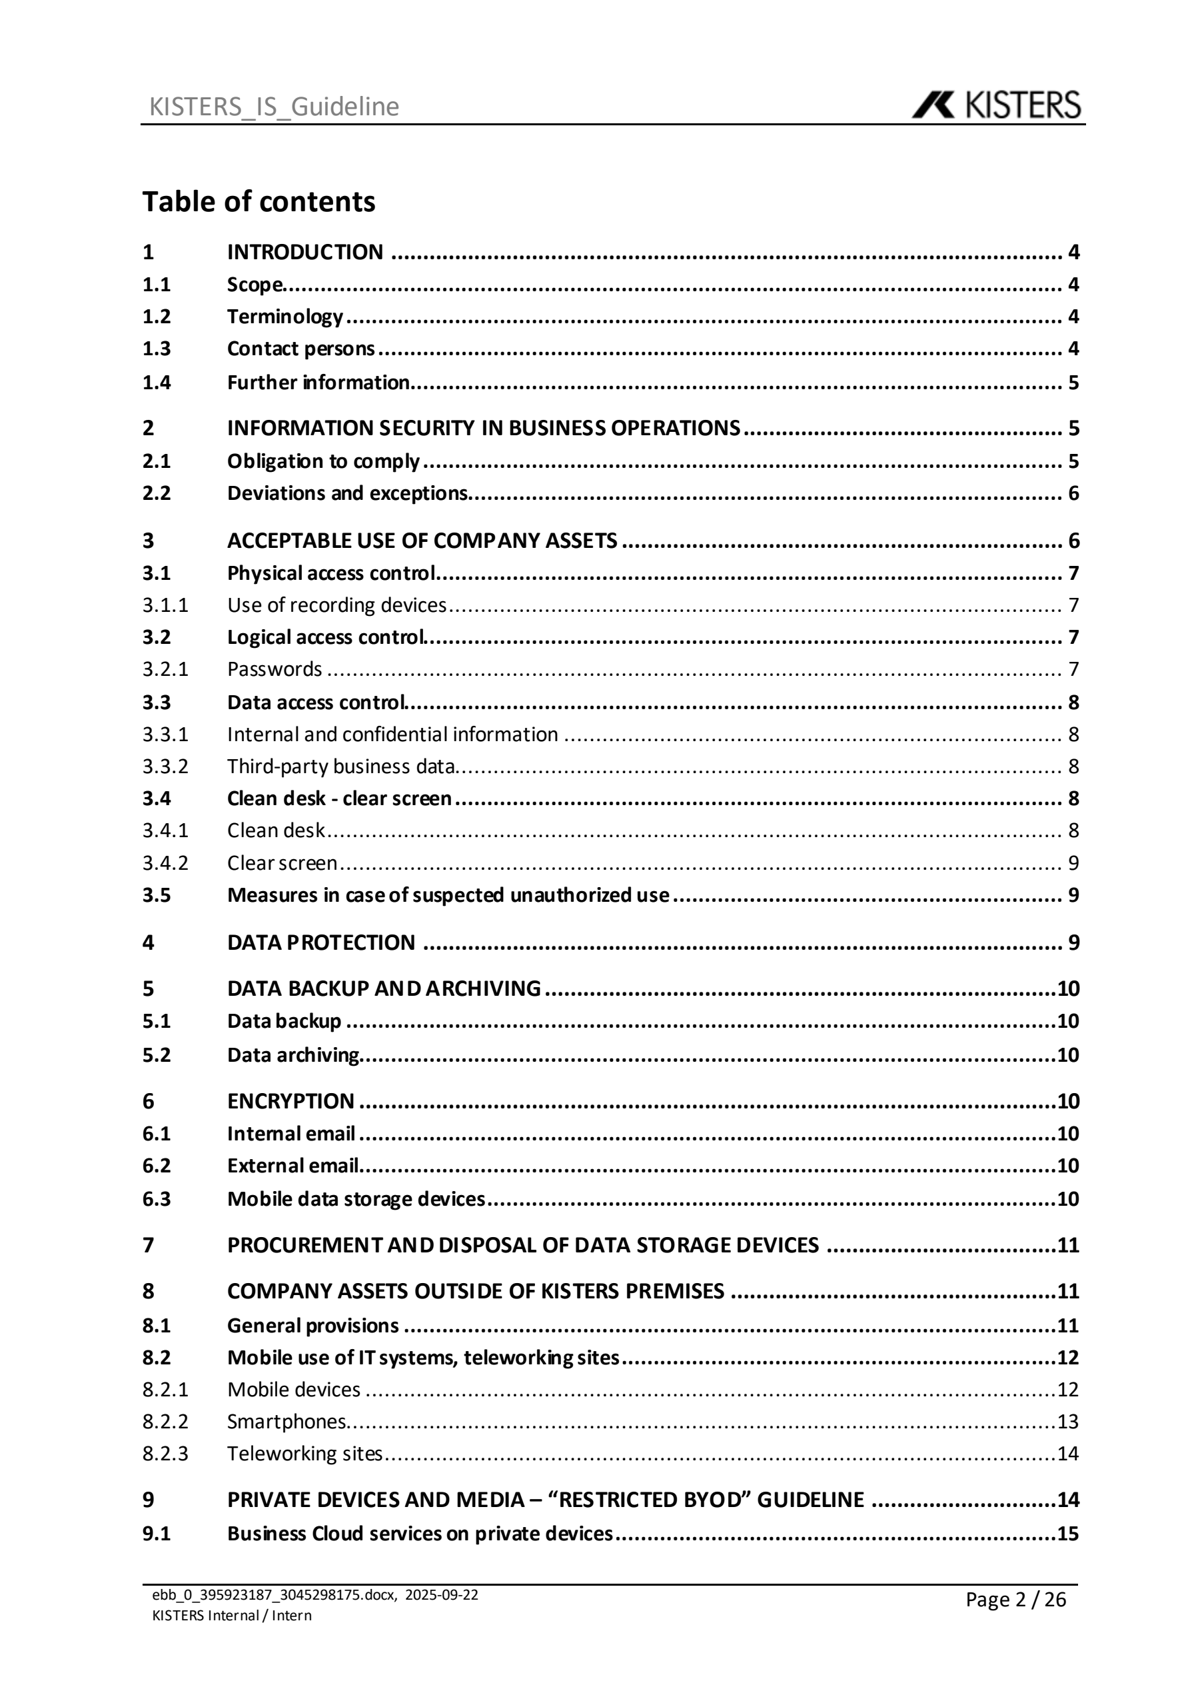 KISTERS_IS_Guideline
KISTERS
Table of contents
1 INTRODUCTION ........ 4
1.1 Scope........ 4
1.2 Terminology ........ 4
1.3 Contact persons ........ 4
1.4 Further information........ 5
2 INFORMATION SECURITY IN BUSINESS OPERATIONS ........ 5
2.1 Obligation to comply ........ 5
2.2 Deviations and exceptions........ 6
3 ACCEPTABLE USE OF COMPANY ASSETS ........ 6
3.1 Physical access control........ 7
3.1.1 Use of recording devices ........ 7
3.2 Logical access control........ 7
3.2.1 Passwords ........ 7
3.3 Data access control........ 8
3.3.1 Internal and confidential information ........ 8
3.3.2 Third-party business data........ 8
3.4 Clean desk - clear screen ........ 8
3.4.1 Clean desk ........ 8
3.4.2 Clear screen ........ 9
3.5 Measures in case of suspected unauthorized use ........ 9
4 DATA PROTECTION ........ 9
5 DATA BACKUP AND ARCHIVING ........ 10
5.1 Data backup ........ 10
5.2 Data archiving........ 10
6 ENCRYPTION ........ 10
6.1 Internal email ........ 10
6.2 External email........ 10
6.3 Mobile data storage devices ........ 10
7 PROCUREMENT AND DISPOSAL OF DATA STORAGE DEVICES ........ 11
8 COMPANY ASSETS OUTSIDE OF KISTERS PREMISES ........ 11
8.1 General provisions ........ 11
8.2 Mobile use of IT systems, teleworking sites ........ 12
8.2.1 Mobile devices ........ 12
8.2.2 Smartphones........ 13
8.2.3 Teleworking sites ........ 14
9 PRIVATE DEVICES AND MEDIA – “RESTRICTED BYOD” GUIDELINE ........ 14
9.1 Business Cloud services on private devices ........ 15
ebb_0_395923187_3045298175.docx, 2025-09-22
KISTERS Internal / Intern
Page 2 / 26